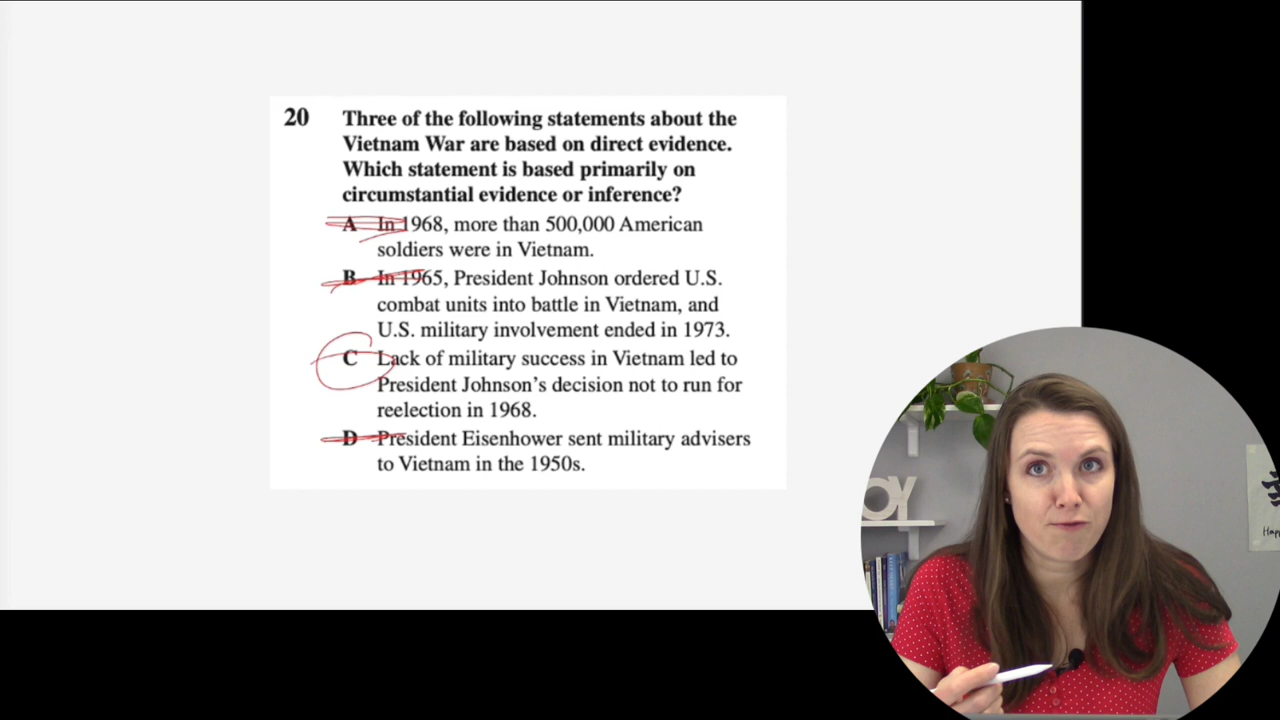 20 Three of the following statements about the
Vietnam War are based on direct evidence.
Which statement is based primarily on
circumstantial evidence or inference?
A In 1968, more than 500,000 American
soldiers were in Vietnam.
B In 1965, President Johnson ordered U.S.
combat units into battle in Vietnam, and
U.S. military involvement ended in 1973.
C Lack of military success in Vietnam led to
President Johnson's decision not to run for
reelection in 1968.
D President Eisenhower sent military advisers
to Vietnam in the 1950s.
OY